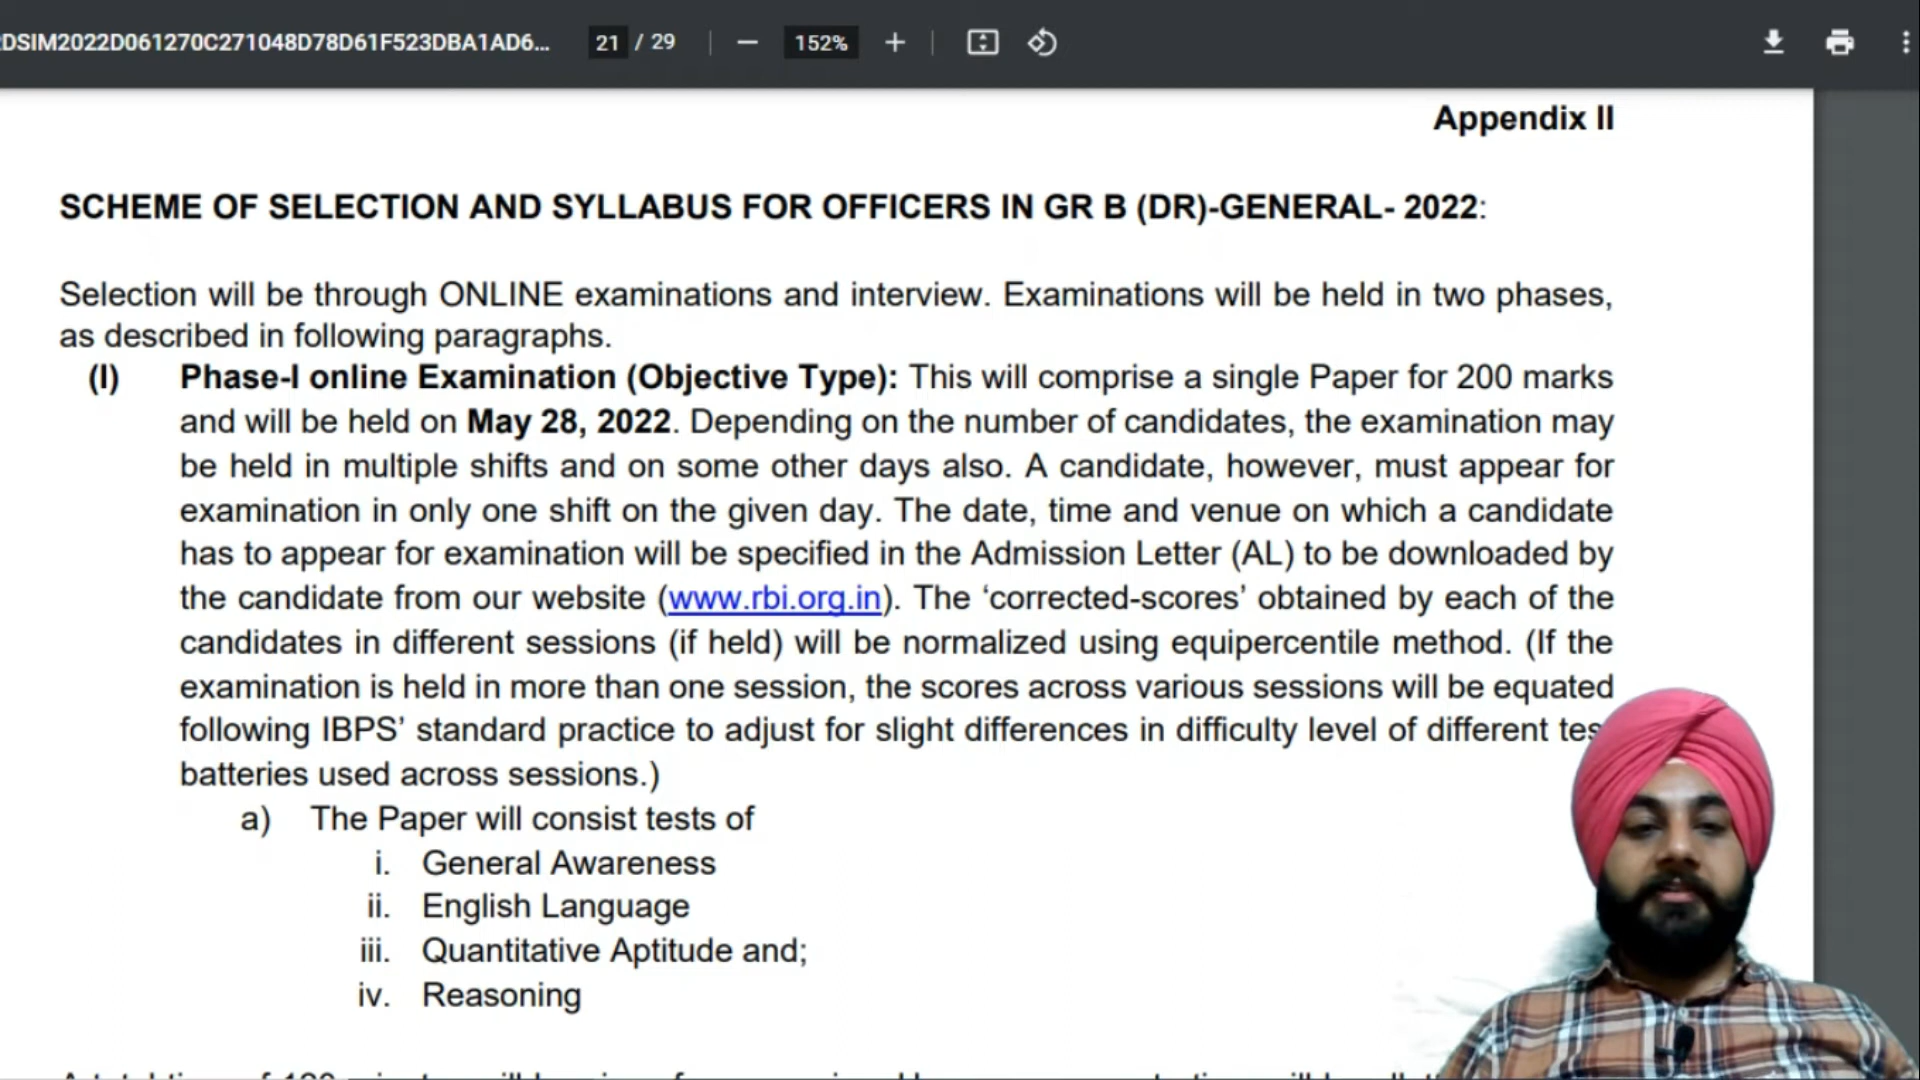 DSIM2022D061270C271048D78D61F523DBA1AD6... 21 / 29 — 152% +
Appendix II
SCHEME OF SELECTION AND SYLLABUS FOR OFFICERS IN GR B (DR)-GENERAL- 2022:
Selection will be through ONLINE examinations and interview. Examinations will be held in two phases,
as described in following paragraphs.
(I) Phase-I online Examination (Objective Type): This will comprise a single Paper for 200 marks
and will be held on May 28, 2022. Depending on the number of candidates, the examination may
be held in multiple shifts and on some other days also. A candidate, however, must appear for
examination in only one shift on the given day. The date, time and venue on which a candidate
has to appear for examination will be specified in the Admission Letter (AL) to be downloaded by
the candidate from our website (www.rbi.org.in). The ‘corrected-scores’ obtained by each of the
candidates in different sessions (if held) will be normalized using equipercentile method. (If the
examination is held in more than one session, the scores across various sessions will be equated
following IBPS’ standard practice to adjust for slight differences in difficulty level of different
batteries used across sessions.)
a) The Paper will consist tests of
i. General Awareness
ii. English Language
iii. Quantitative Aptitude and;
iv. Reasoning